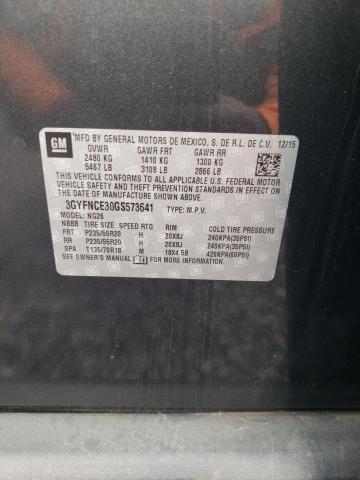 GM
MFD BY GENERAL MOTORS DE MEXICO, S. DE R.L. DE C.V. 12/15
GVWR GAWR FRT GAWR RR
2480 KG 1410 KG 1300 KG
5467 LB 3108 LB 2866 LB
THIS VEHICLE CONFORMS TO ALL APPLICABLE U.S. FEDERAL MOTOR
VEHICLE SAFETY AND THEFT PREVENTION STANDARDS IN EFFECT ON THE DATE
OF MANUFACTURE SHOWN ABOVE.
3GYFNCE30GS573641 TYPE: M.P.V.
MODEL: NG26
NBBB TIRE SIZE SPEED RTG RIM COLD TIRE PRESSURE
FRT P235/55R20 H 20X8J 240KPA(35PSI)
RR P235/55R20 H 20X8J 240KPA(35PSI)
SPA T135/70R18 M 18X4.5B 420KPA(60PSI)
SEE OWNER'S MANUAL FOR MORE INFORMATION.